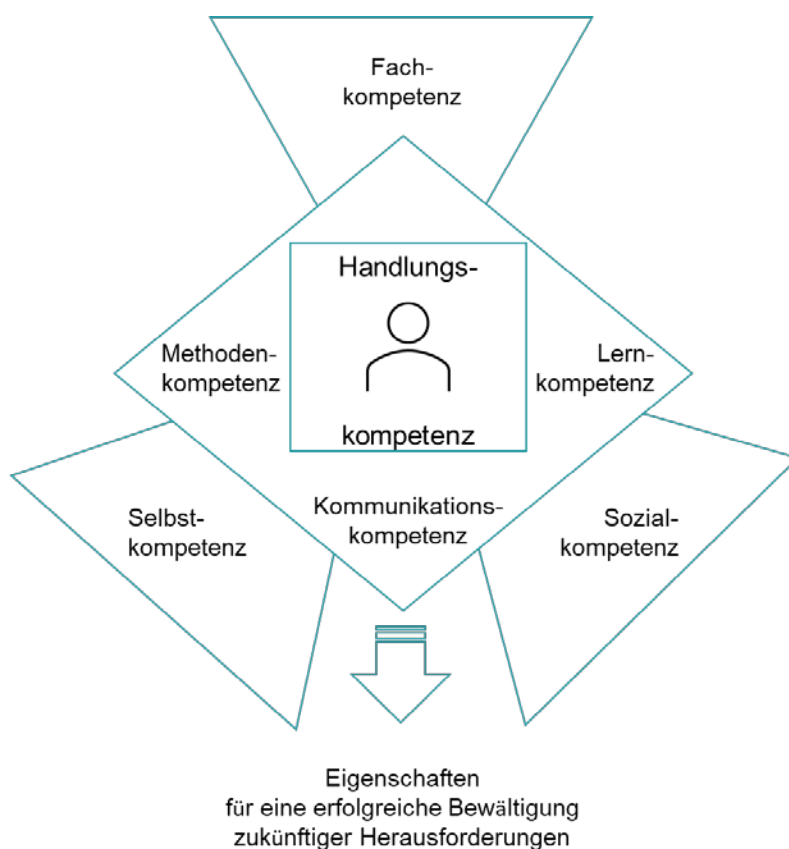 Fach-
kompetenz
Handlungs-
kompetenz
Methoden-
kompetenz
Lern-
kompetenz
Kommunikations-
kompetenz
Selbst-
kompetenz
Sozial-
kompetenz
Eigenschaften
für eine erfolgreiche Bewältigung
zukünftiger Herausforderungen